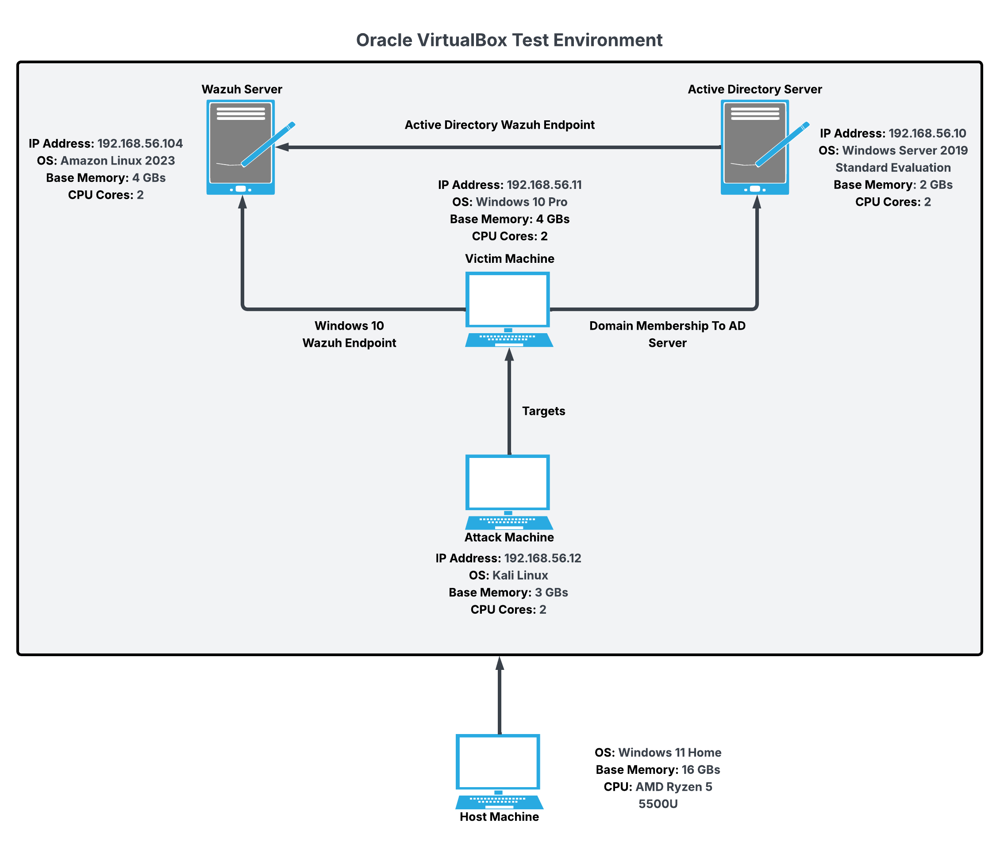 Oracle VirtualBox Test Environment
Wazuh Server
IP Address: 192.168.56.104
OS: Amazon Linux 2023
Base Memory: 4 GBs
CPU Cores: 2
Active Directory Wazuh Endpoint
Active Directory Server
IP Address: 192.168.56.10
OS: Windows Server 2019
Standard Evaluation
Base Memory: 2 GBs
CPU Cores: 2
IP Address: 192.168.56.11
OS: Windows 10 Pro
Base Memory: 4 GBs
CPU Cores: 2
Victim Machine
Windows 10
Wazuh Endpoint
Domain Membership To AD
Server
Targets
Attack Machine
IP Address: 192.168.56.12
OS: Kali Linux
Base Memory: 3 GBs
CPU Cores: 2
OS: Windows 11 Home
Base Memory: 16 GBs
CPU: AMD Ryzen 5
5500U
Host Machine